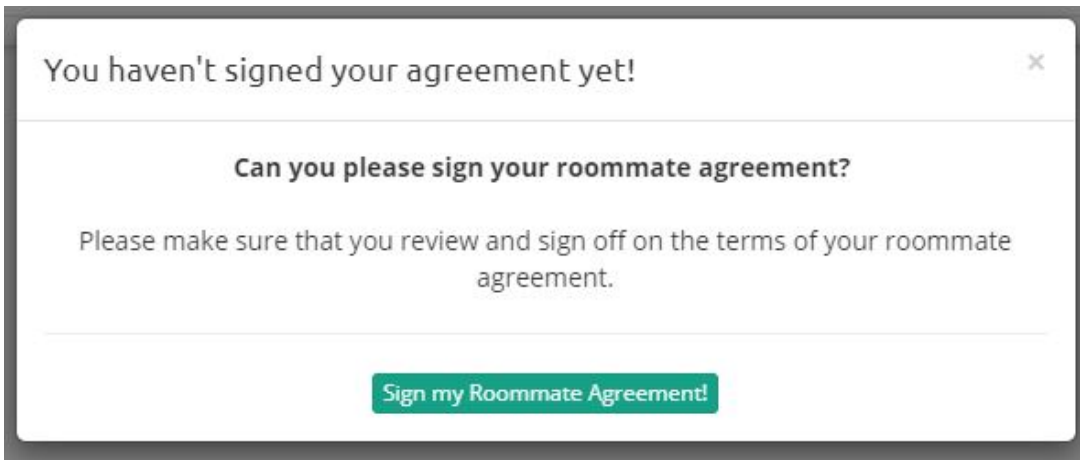 You haven't signed your agreement yet!
×
Can you please sign your roommate agreement?
Please make sure that you review and sign off on the terms of your roommate
agreement.
Sign my Roommate Agreement!